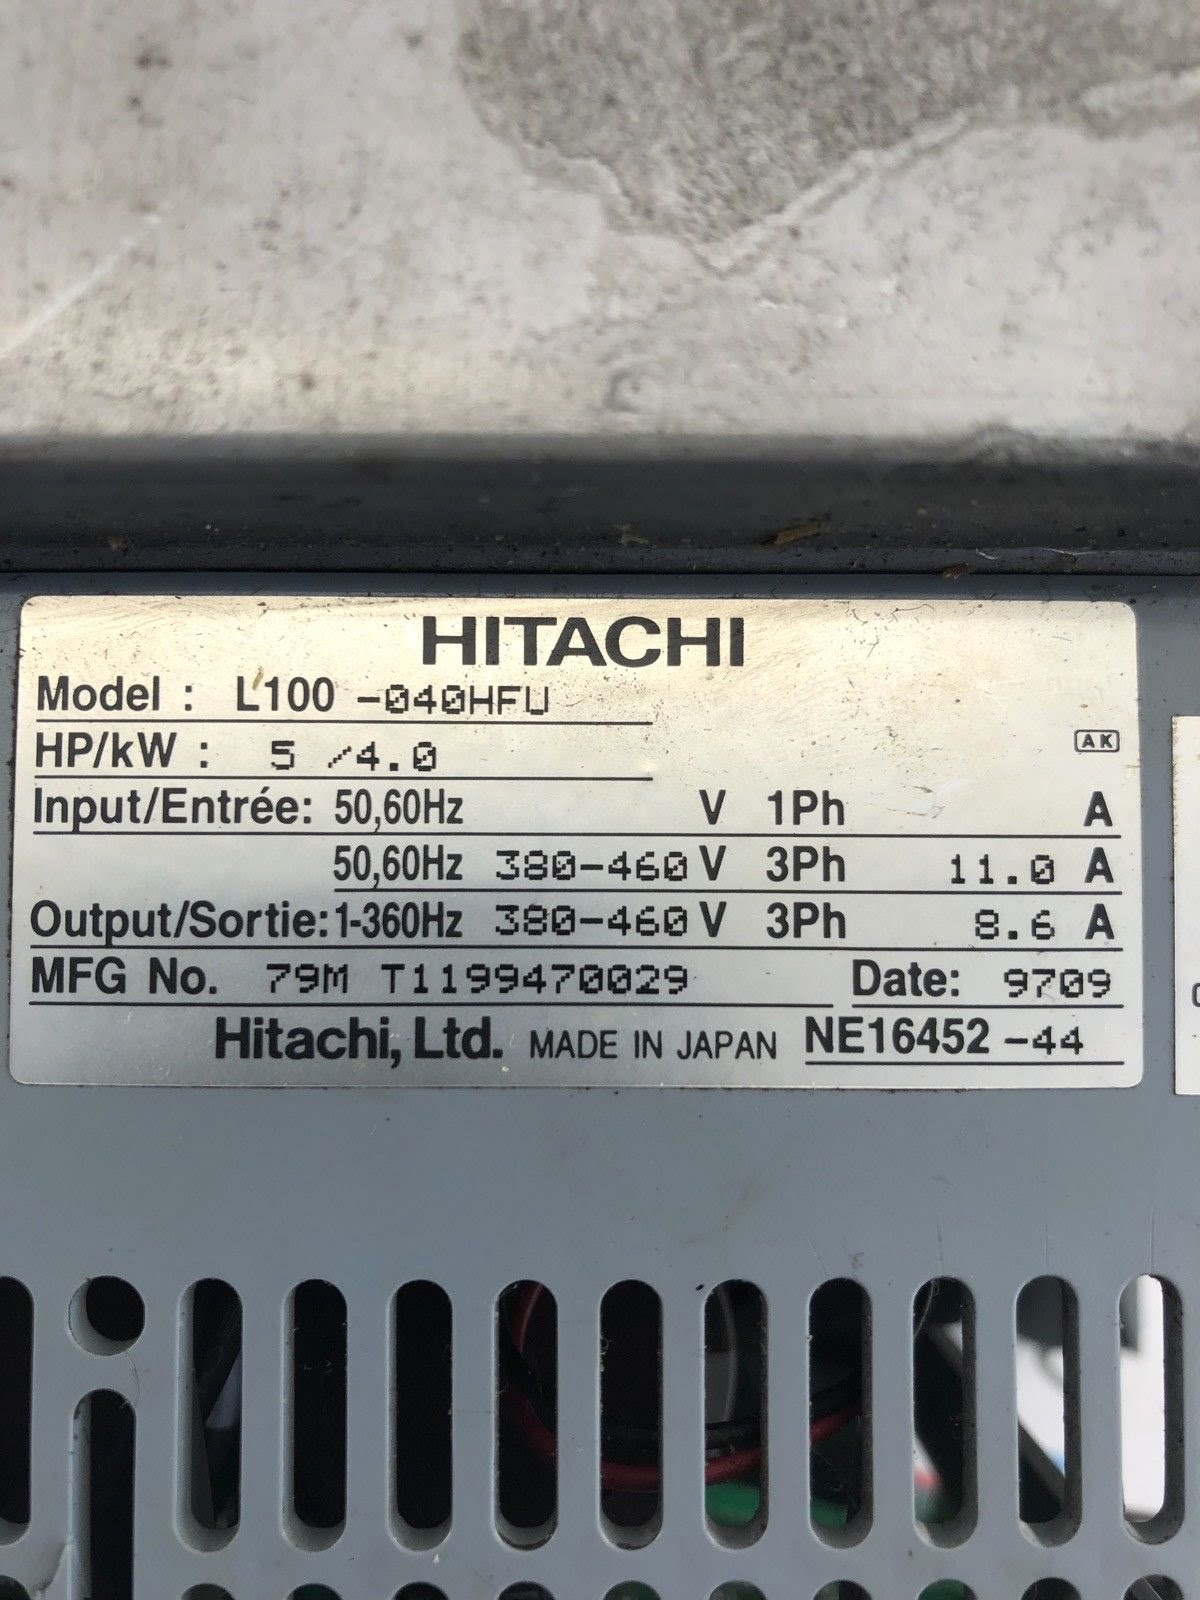 HITACHI
Model : L100 -040HFU
HP/kW : 5 /4.0
AK
Input/Entrée: 50,60Hz V 1Ph A
50,60Hz 380-460 V 3Ph 11.0 A
Output/Sortie: 1-360Hz 380-460 V 3Ph 8.6 A
MFG No. 79M T1199470029 Date: 9709
Hitachi, Ltd. MADE IN JAPAN NE16452 -44